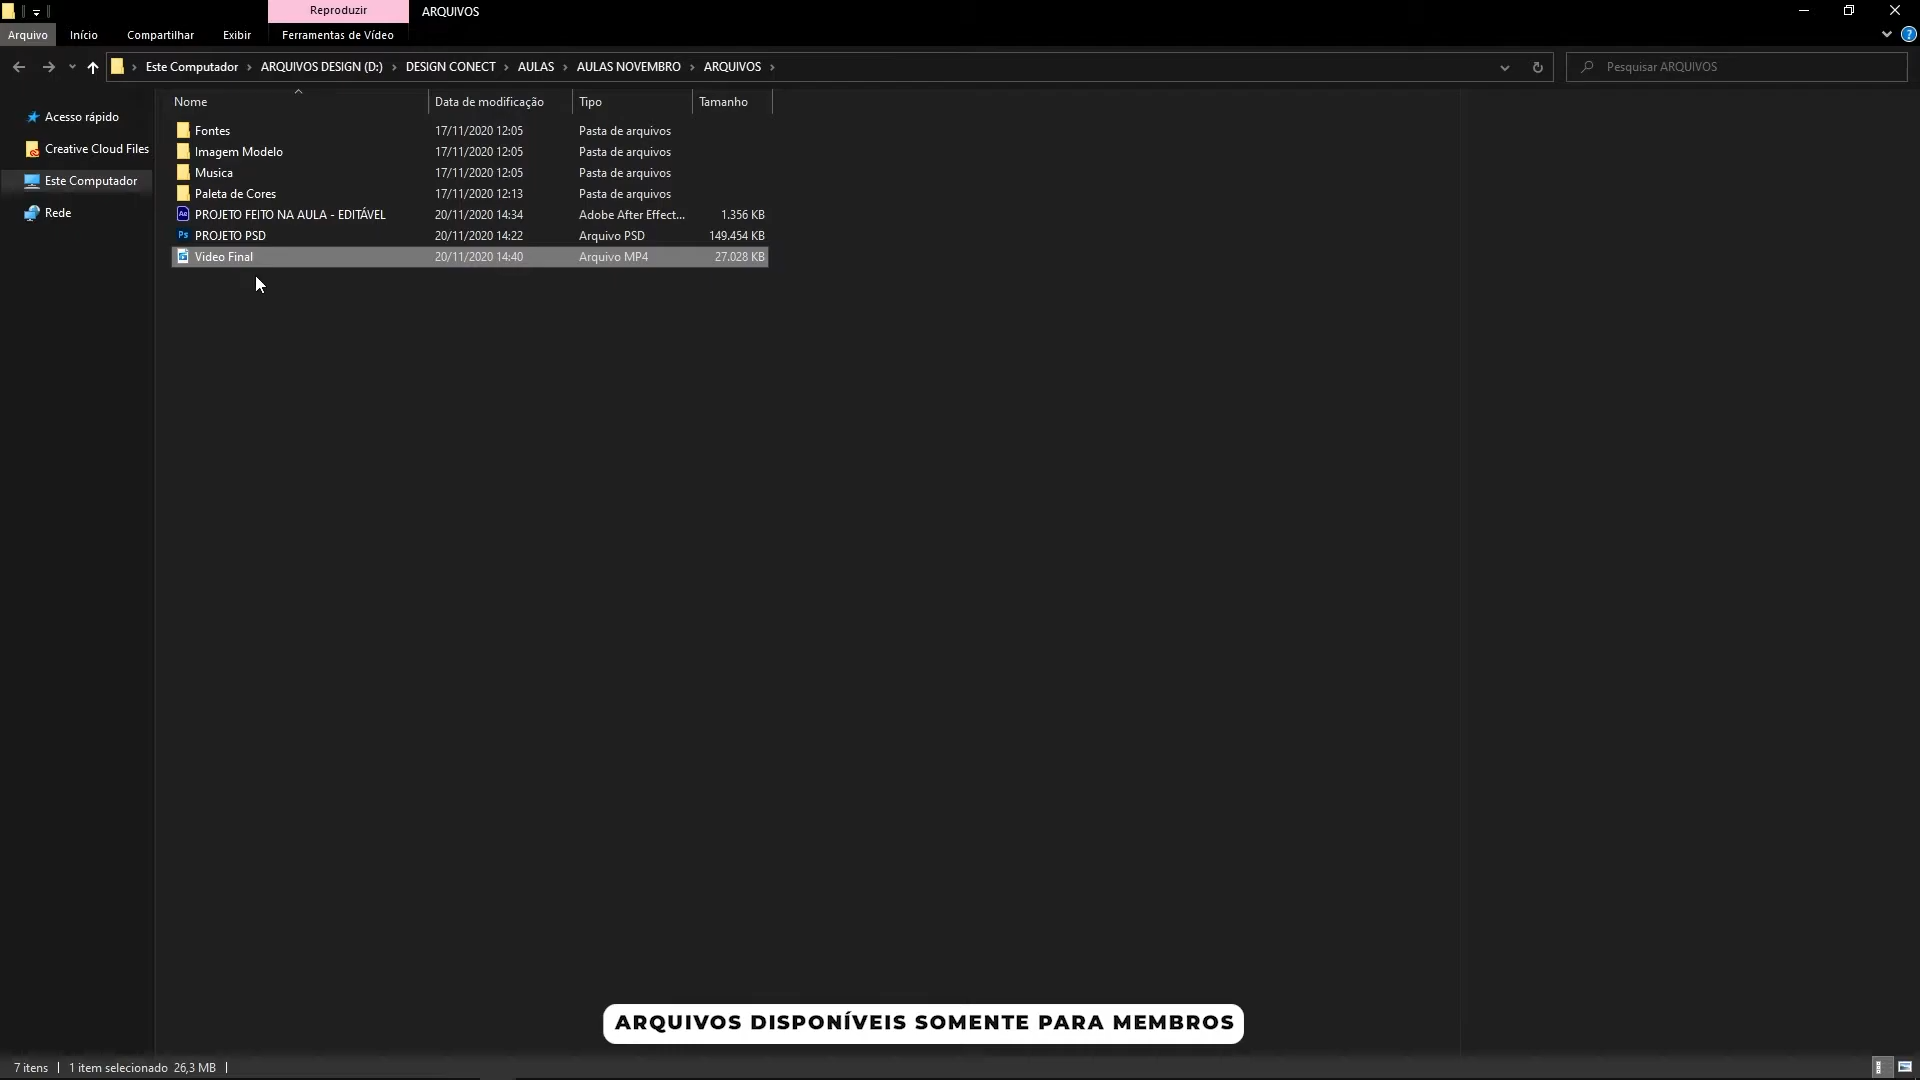 Reproduzir
ARQUIVOS
Arquivo
Início
Compartilhar
Exibir
Ferramentas de Vídeo
?
Este Computador
ARQUIVOS DESIGN (D:)
DESIGN CONECT
AULAS
AULAS NOVEMBRO
ARQUIVOS
Pesquisar ARQUIVOS
Acesso rápido
Creative Cloud Files
Este Computador
Rede
Nome Data de modificação Tipo Tamanho
Fontes 17/11/2020 12:05 Pasta de arquivos
Imagem Modelo 17/11/2020 12:05 Pasta de arquivos
Musica 17/11/2020 12:05 Pasta de arquivos
Paleta de Cores 17/11/2020 12:13 Pasta de arquivos
Ae PROJETO FEITO NA AULA - EDITÁVEL 20/11/2020 14:34 Adobe After Effect... 1.356 KB
Ps PROJETO PSD 20/11/2020 14:22 Arquivo PSD 149.454 KB
Video Final 20/11/2020 14:40 Arquivo MP4 27.028 KB
ARQUIVOS DISPONÍVEIS SOMENTE PARA MEMBROS
7 itens
1 item selecionado 26,3 MB